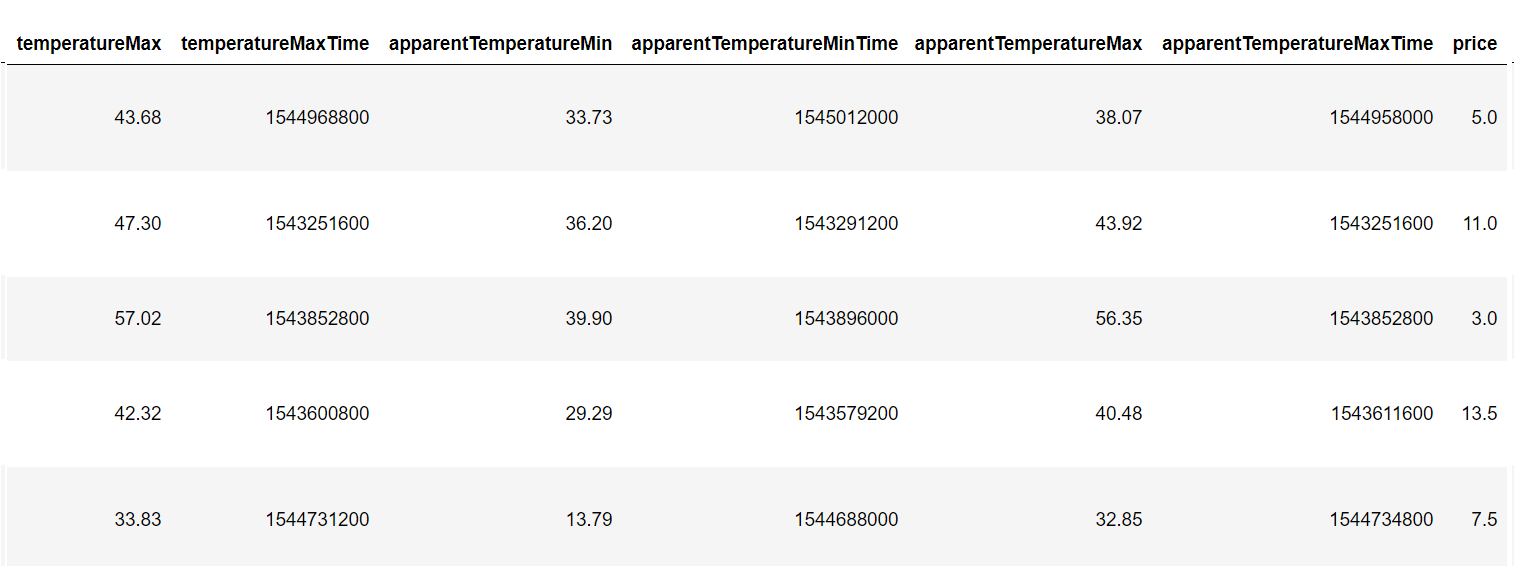 temperatureMax temperatureMaxTime apparentTemperatureMin apparentTemperatureMinTime apparentTemperatureMax apparentTemperatureMaxTime price
43.68 1544968800 33.73 1545012000 38.07 1544958000 5.0
47.30 1543251600 36.20 1543291200 43.92 1543251600 11.0
57.02 1543852800 39.90 1543896000 56.35 1543852800 3.0
42.32 1543600800 29.29 1543579200 40.48 1543611600 13.5
33.83 1544731200 13.79 1544688000 32.85 1544734800 7.5